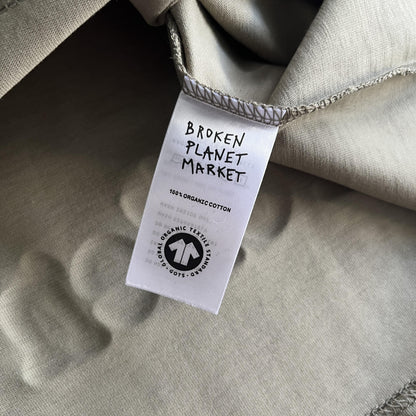 BROKEN
PLANET
MARKET
100% ORGANIC COTTON
GLOBAL ORGANIC TEXTILE STANDARD
·GOTS·